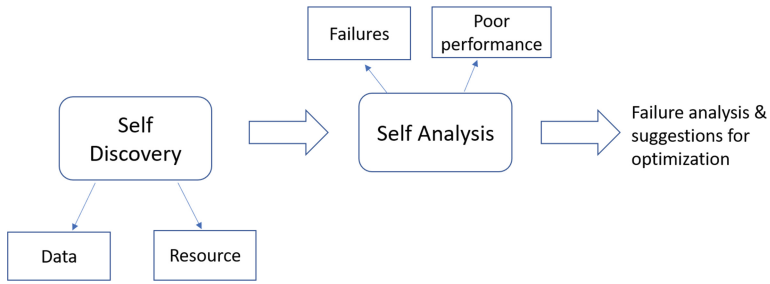 Failures
Poor
performance
Self
Discovery
Self Analysis
Failure analysis &
suggestions for
optimization
Data
Resource